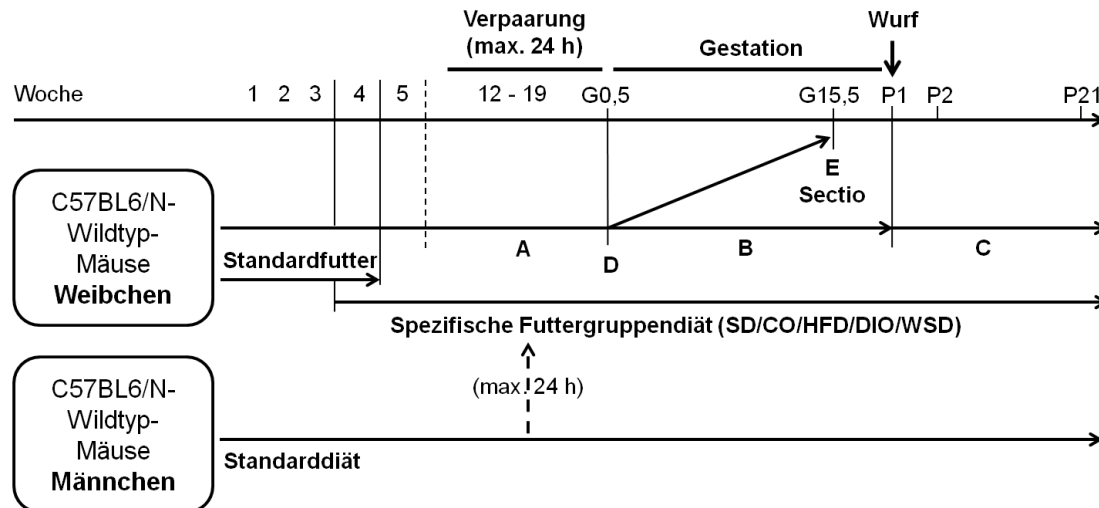 Verpaarung
(max. 24 h)
Gestation
Wurf
Woche 1 2 3 4 5 12 - 19 G0,5 G15,5 P1 P2 P21
E
Sectio
C57BL6/N-
Wildtyp-
Mäuse
Weibchen
A
B
C
D
Standardfutter
Spezifische Futtergruppendiät (SD/CO/HFD/DIO/WSD)
(max. 24 h)
C57BL6/N-
Wildtyp-
Mäuse
Männchen
Standarddiät